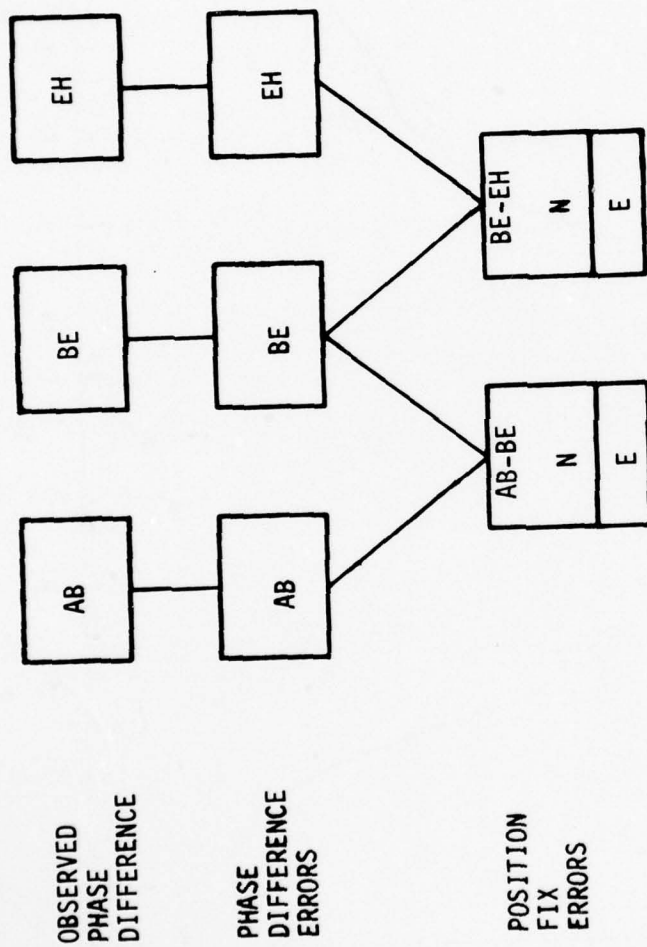 OBSERVED
PHASE
DIFFERENCE
AB
BE
EH
PHASE
DIFFERENCE
ERRORS
AB
BE
EH
POSITION
FIX
ERRORS
AB-BE
N
E
BE-EH
N
E